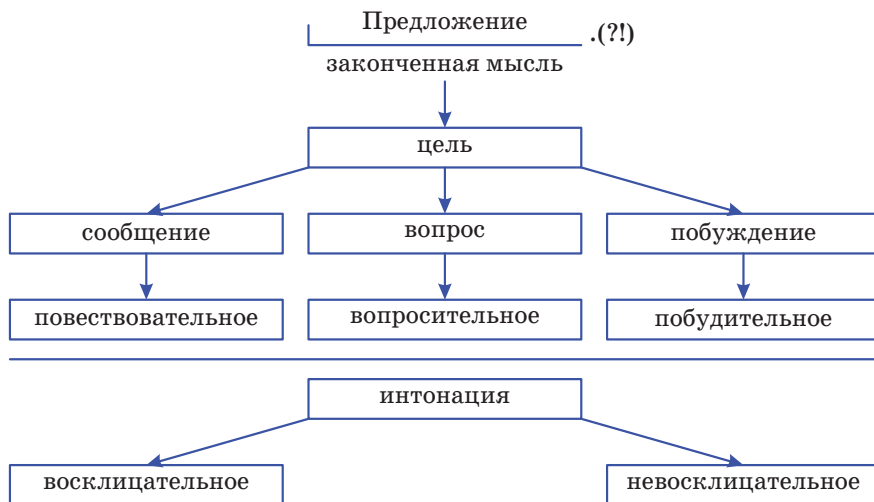 Предложение
.(?!)
законченная мысль
цель
сообщение
вопрос
побуждение
повествовательное
вопросительное
побудительное
интонация
восклицательное
невосклицательное